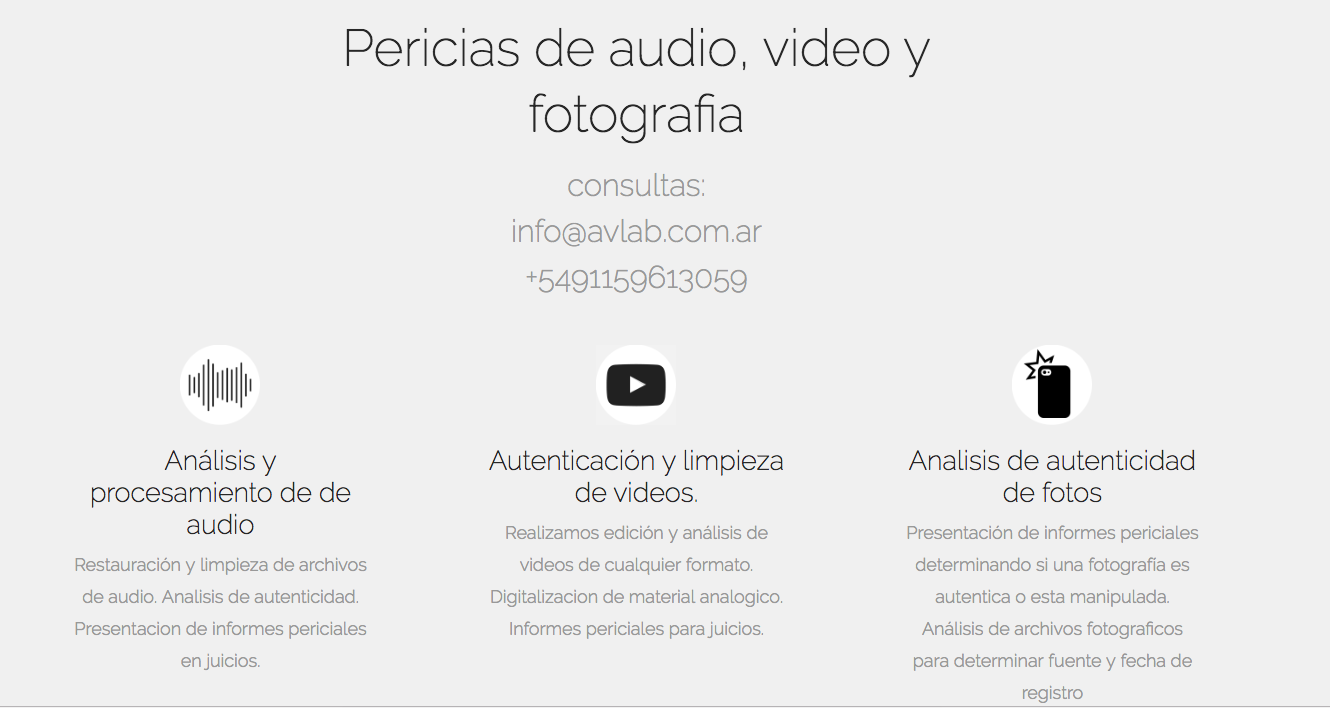 Pericias de audio, video y
fotografia
consultas:
info@avlab.com.ar
+5491159613059
Análisis y
procesamiento de de
audio
Restauración y limpieza de archivos
de audio. Analisis de autenticidad.
Presentacion de informes periciales
en juicios.
Autenticación y limpieza
de videos.
Realizamos edición y análisis de
videos de cualquier formato.
Digitalizacion de material analogico.
Informes periciales para juicios.
Analisis de autenticidad
de fotos
Presentación de informes periciales
determinando si una fotografía es
autentica o esta manipulada.
Análisis de archivos fotograficos
para determinar fuente y fecha de
registro